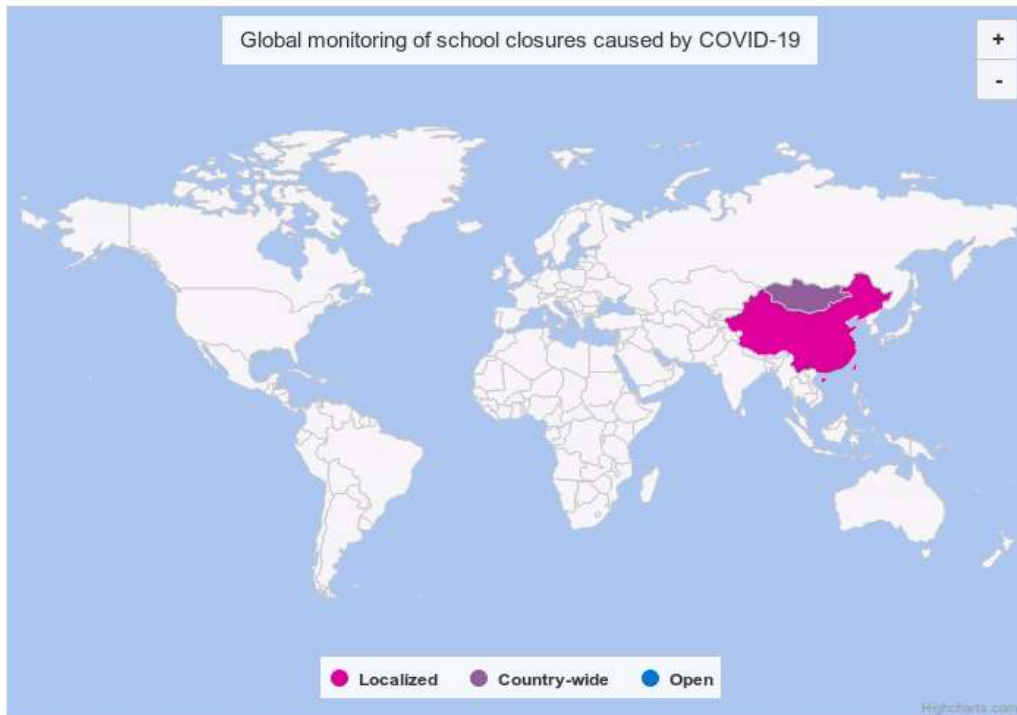 Global monitoring of school closures caused by COVID-19
+
-
Localized Country-wide Open
Highcharts.com